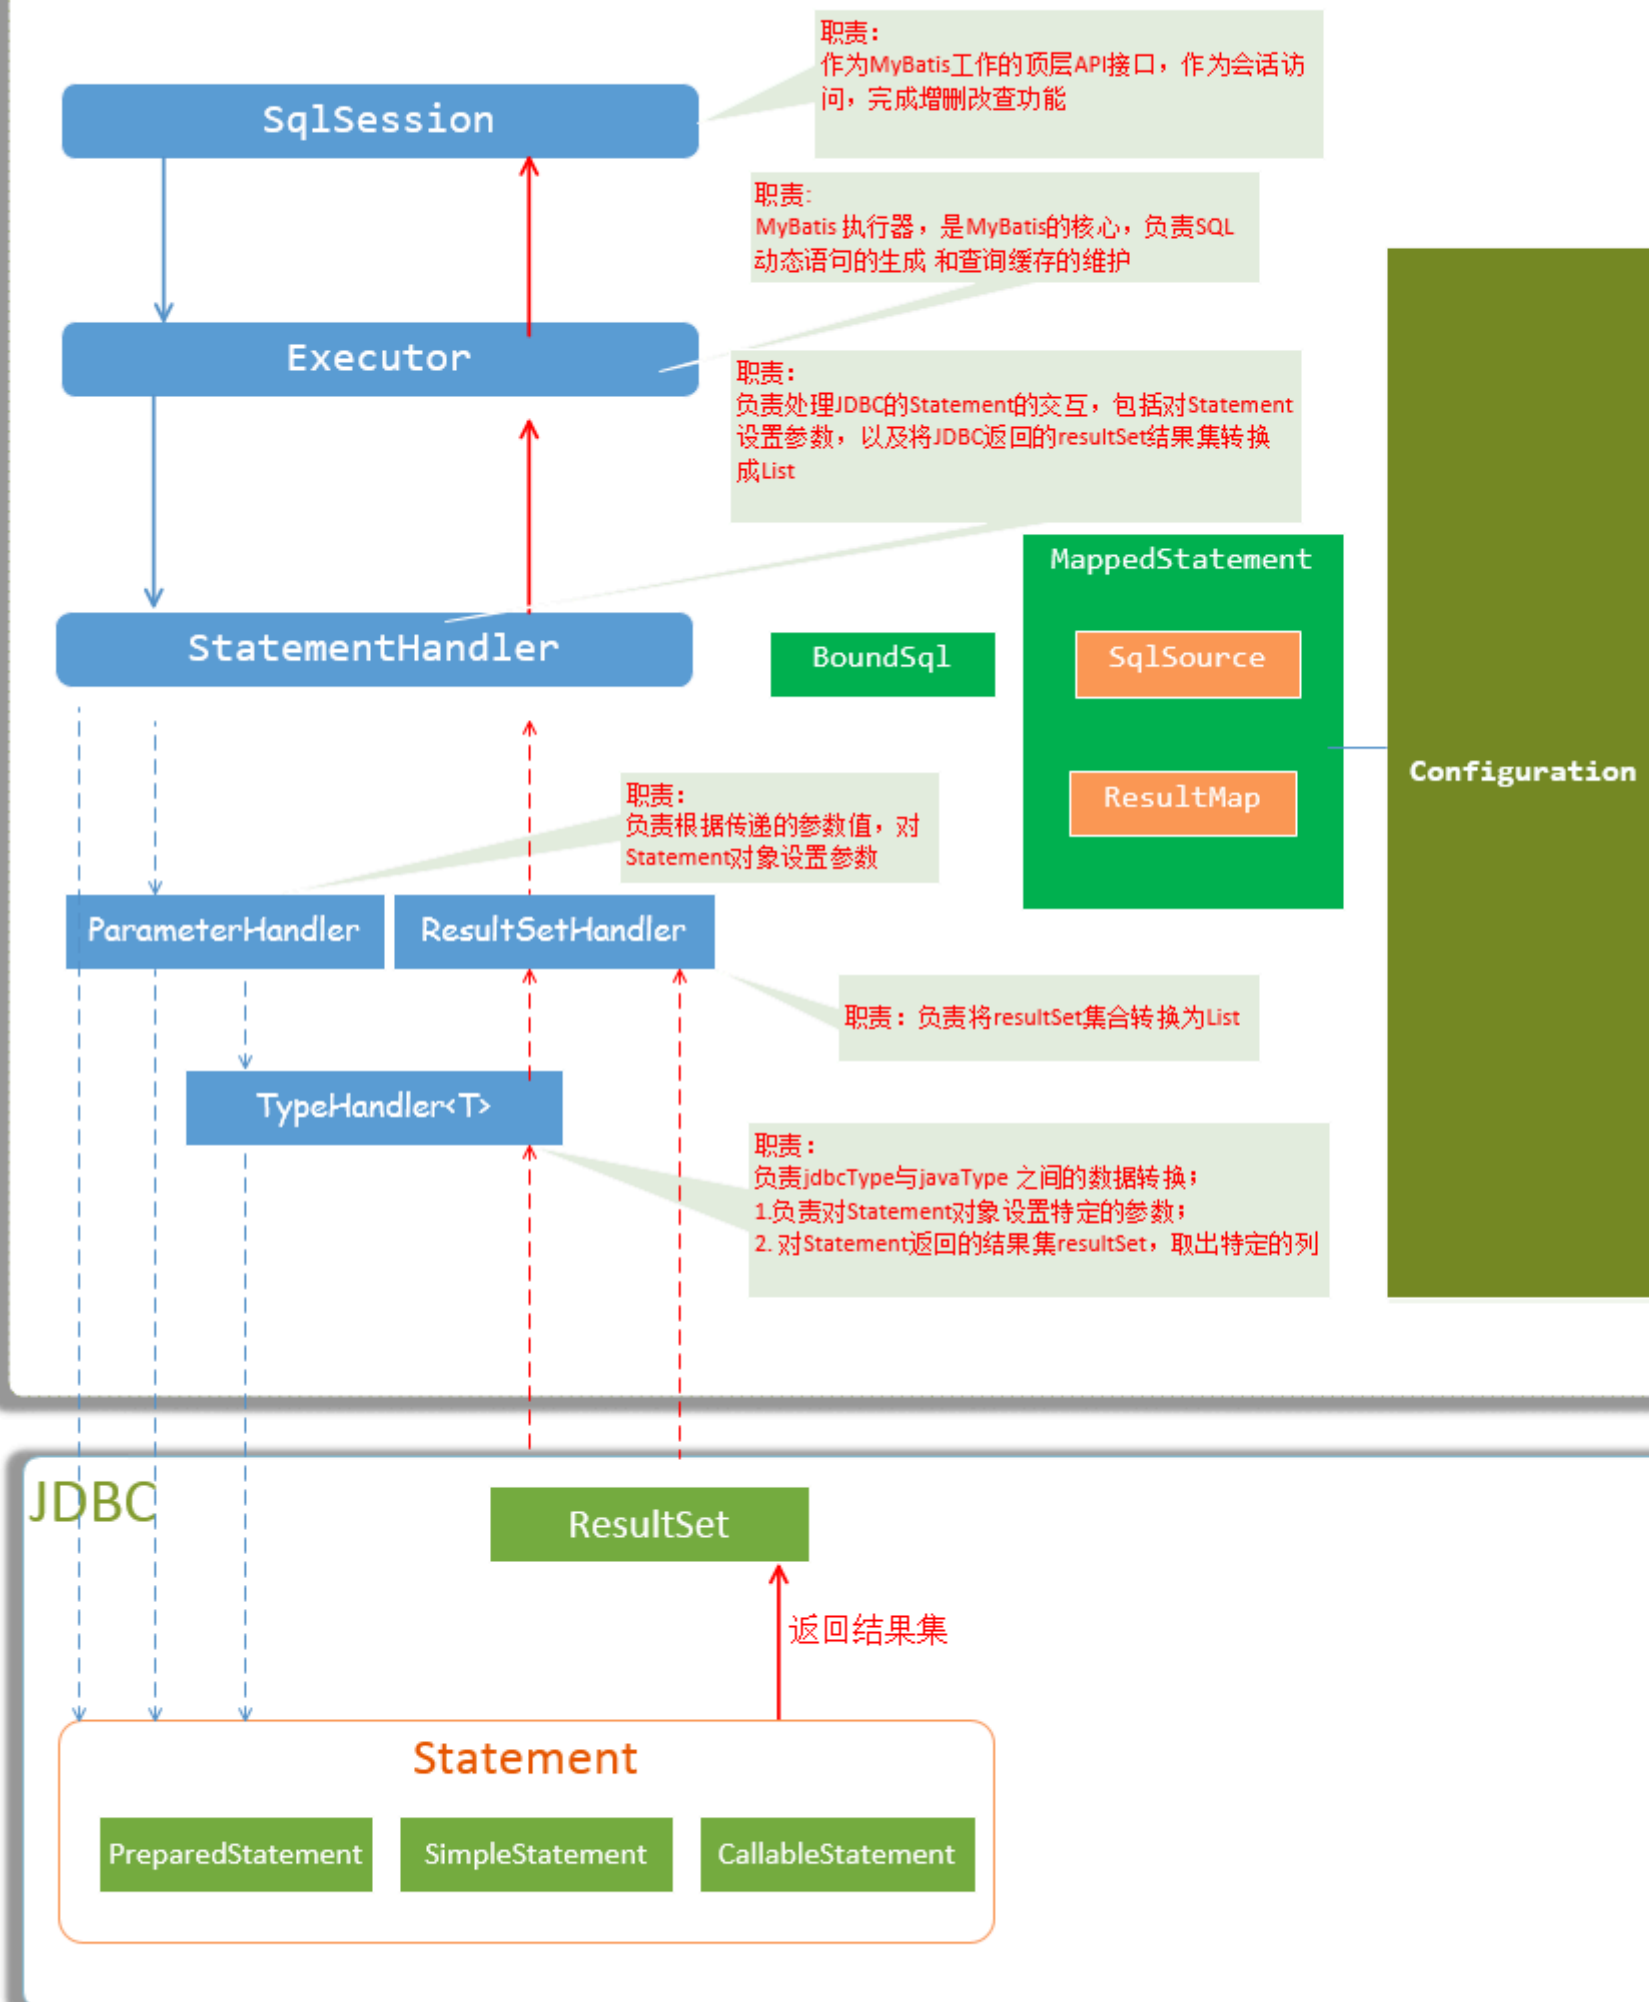 职责：
作为MyBatis工作的顶层API接口，作为会话访
问，完成增删改查功能
SqlSession
职责:
MyBatis 执行器，是MyBatis的核心，负责SQL
动态语句的生成 和查询缓存的维护
Executor
职责：
负责处理JDBC的Statement的交互，包括对Statement
设置参数，以及将JDBC返回的resultSet结果集转换
成List
MappedStatement
StatementHandler
BoundSql
SqlSource
Configuration
ResultMap
职责：
负责根据传递的参数值，对
Statement对象设置参数
ParameterHandler
ResultSetHandler
职责：负责将resultSet集合转换为List
TypeHandler<T>
职责：
负责jdbcType与javaType 之间的数据转换；
1.负责对Statement对象设置特定的参数；
2. 对Statement返回的结果集resultSet，取出特定的列
JDBC
ResultSet
返回结果集
Statement
PreparedStatement
SimpleStatement
CallableStatement